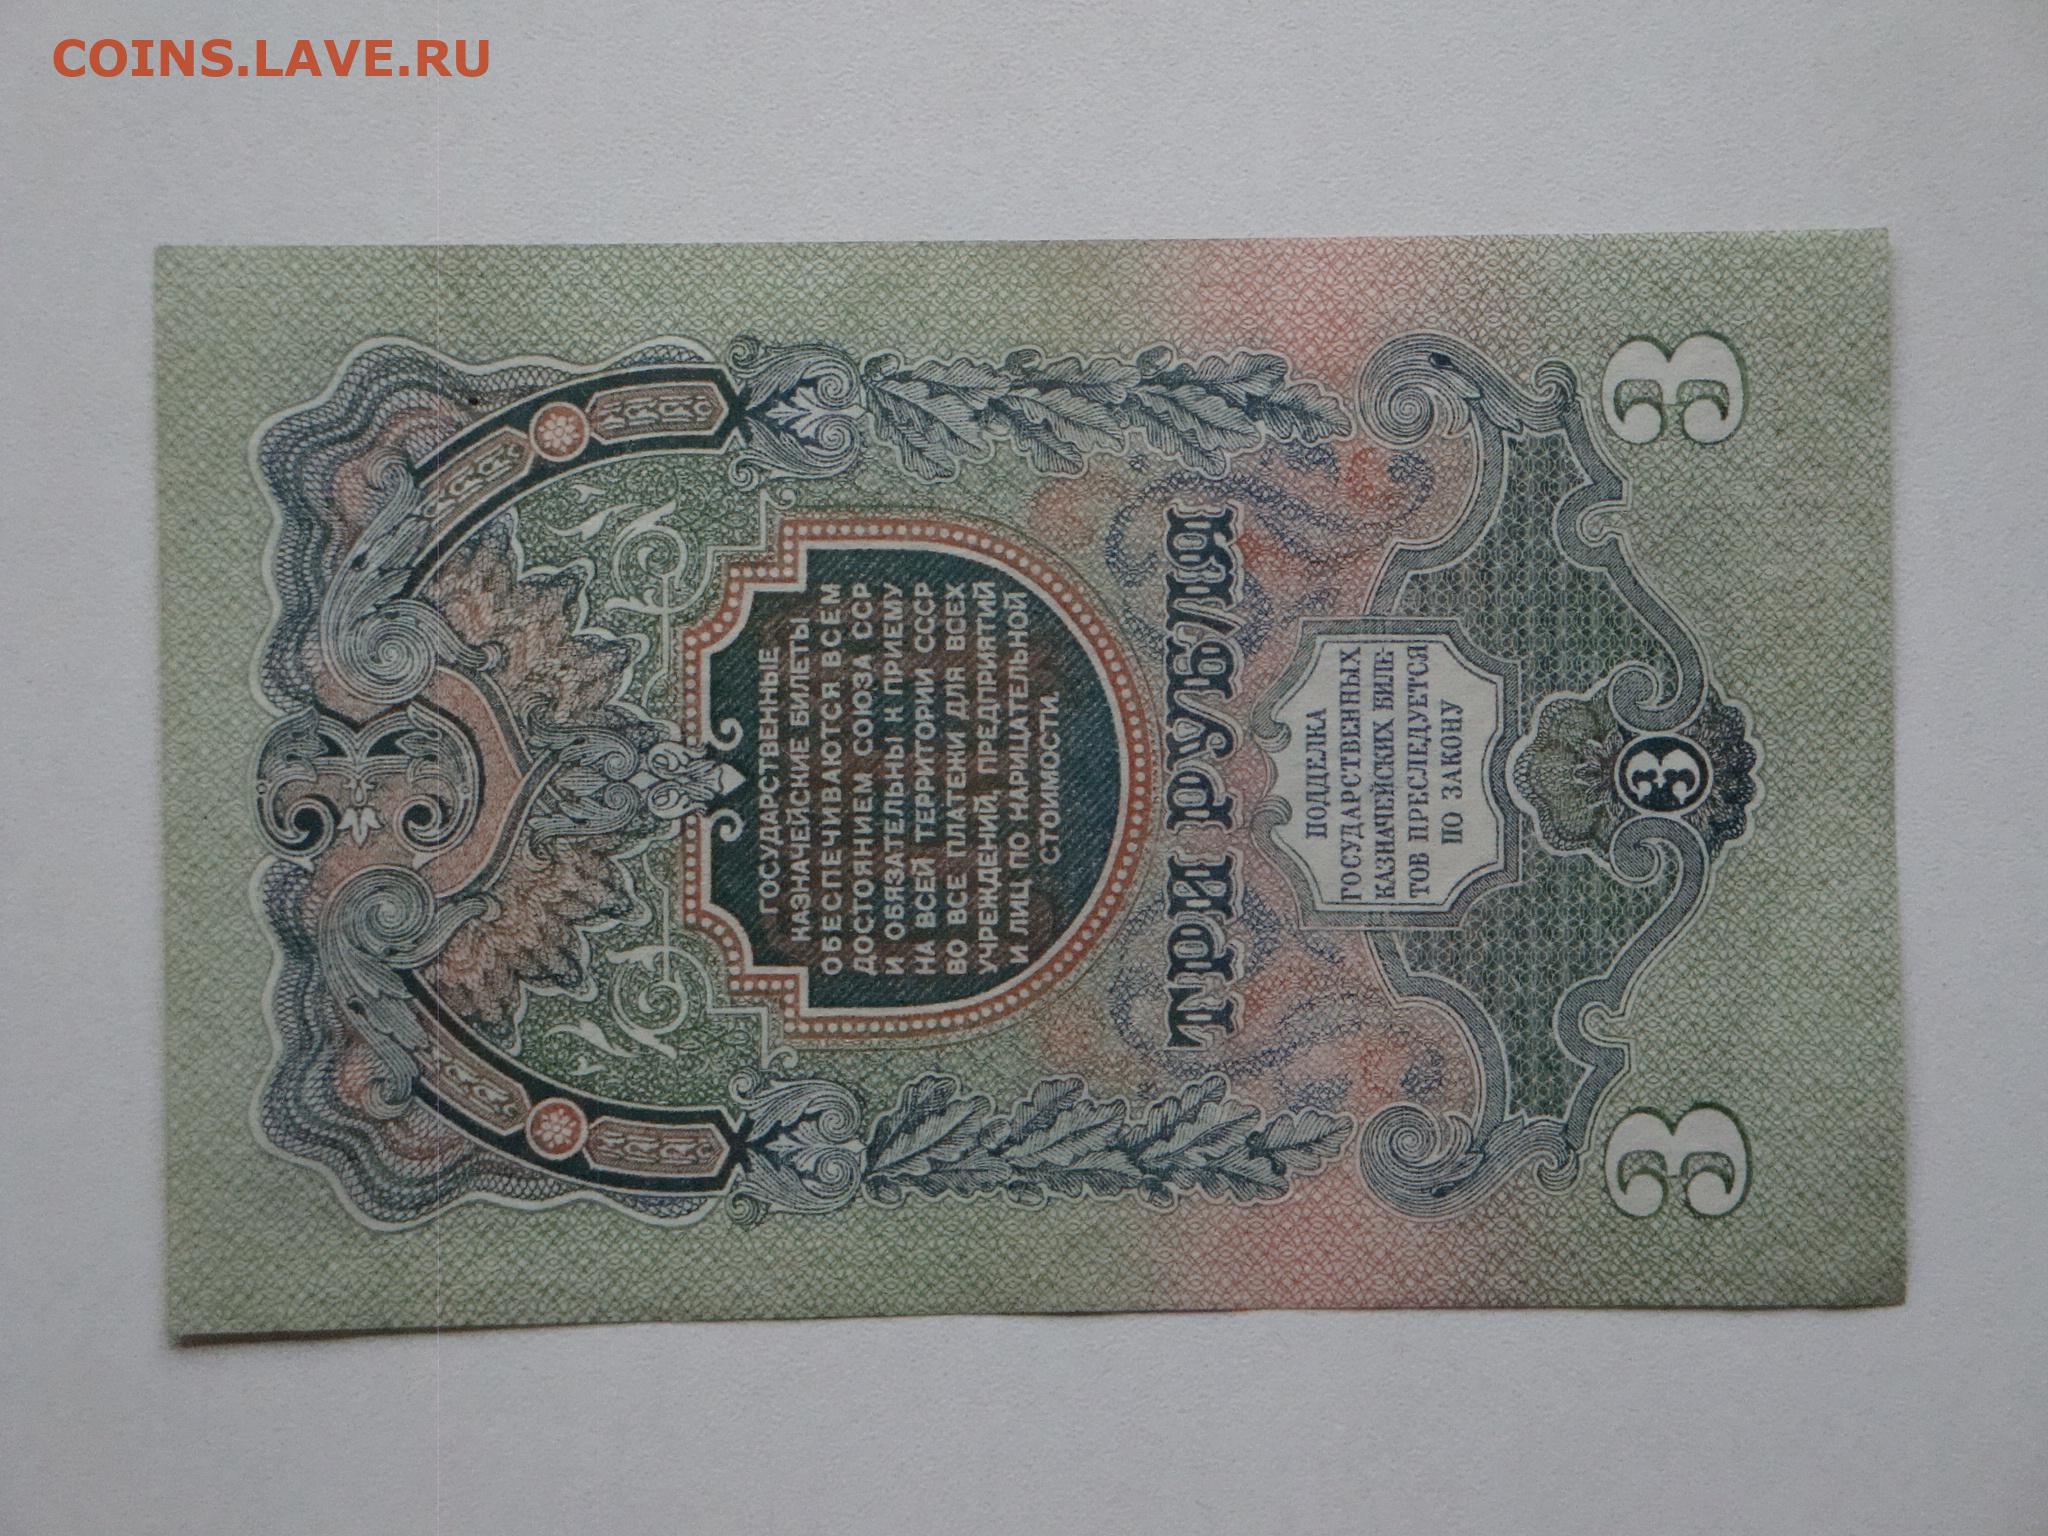 COINS.LAVE.RU
ГОСУДАРСТВЕННЫЕ
КАЗНАЧЕЙСКИЕ БИЛЕТЫ
ОБЕСПЕЧИВАЮТСЯ ВСЕМ
ДОСТОЯНИЕМ СОЮЗА ССР
И ОБЯЗАТЕЛЬНЫ К ПРИЕМУ
НА ВСЕЙ ТЕРРИТОРИИ СССР
ВО ВСЕ ПЛАТЕЖИ ДЛЯ ВСЕХ
УЧРЕЖДЕНИЙ, ПРЕДПРИЯТИЙ
И ЛИЦ ПО НАРИЦАТЕЛЬНОЙ
СТОИМОСТИ.
ТРИ РУБЛЯ
ПОДДЕЛКА
ГОСУДАРСТВЕННЫХ
КАЗНАЧЕЙСКИХ БИЛЕ-
ТОВ ПРЕСЛЕДУЕТСЯ
ПО ЗАКОНУ
3 3 3